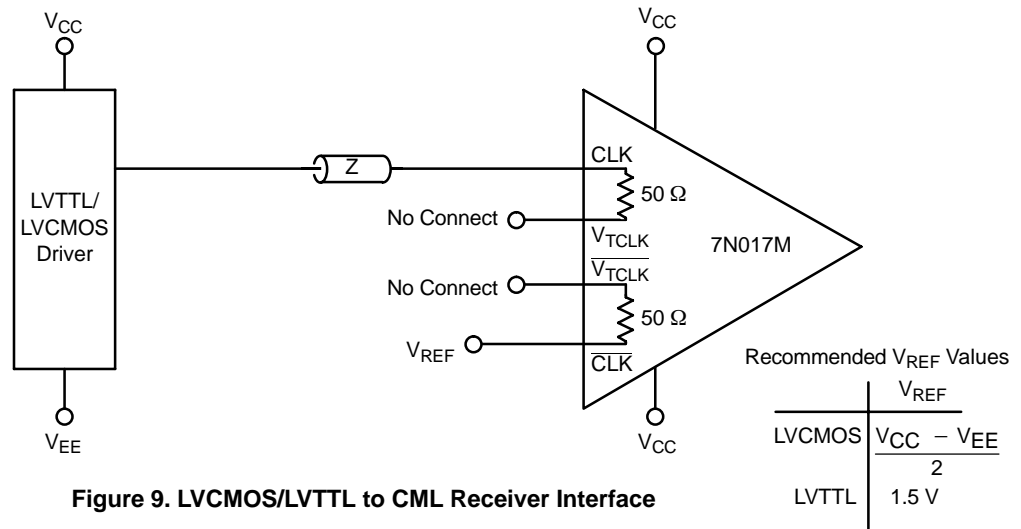 VCC
VCC
LVTTL/
LVCMOS
Driver
Z
CLK
50 Ω
No Connect
VTCLK
7N017M
VTCLK
No Connect
50 Ω
VREF
CLK
VEE
VCC
Recommended VREF Values
VREF
LVCMOS VCC − VEE
2
LVTTL 1.5 V
Figure 9. LVCMOS/LVTTL to CML Receiver Interface